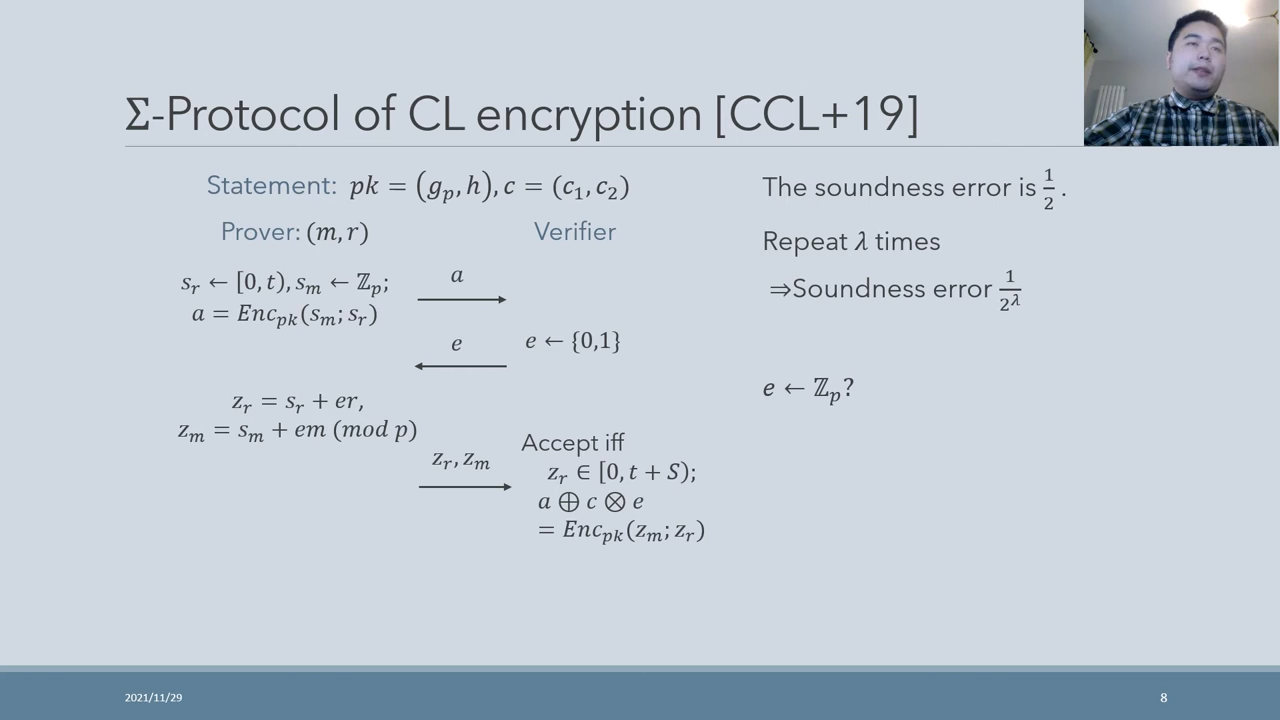 Σ-Protocol of CL encryption [CCL+19]
Statement: pk = (g_p, h), c = (c_1, c_2)
Prover: (m, r)
Verifier
s_r ← [0, t), s_m ← ℤ_p;
a = Enc_pk(s_m; s_r)
a
e
e ← {0,1}
z_r = s_r + er,
z_m = s_m + em (mod p)
z_r, z_m
Accept iff
z_r ∈ [0, t + S);
a ⊕ c ⊗ e
= Enc_pk(z_m; z_r)
The soundness error is 1/2.
Repeat λ times
⇒Soundness error 1/2^λ
e ← ℤ_p?
2021/11/29
8